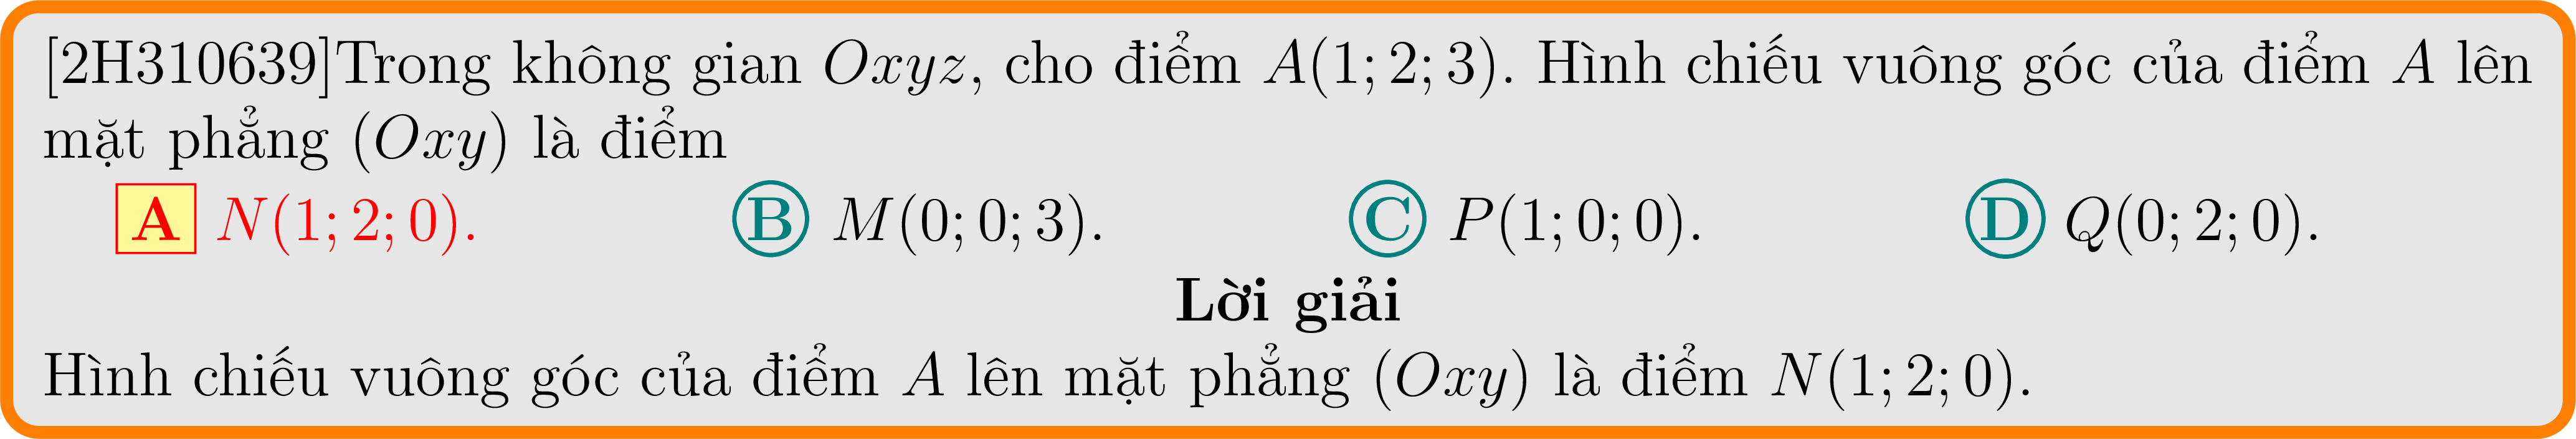 [2H310639]Trong không gian Oxyz, cho điểm A(1; 2; 3). Hình chiếu vuông góc của điểm A lên
mặt phẳng (Oxy) là điểm
A N(1; 2; 0). B M(0; 0; 3). C P(1; 0; 0). D Q(0; 2; 0).
Lời giải
Hình chiếu vuông góc của điểm A lên mặt phẳng (Oxy) là điểm N(1; 2; 0).